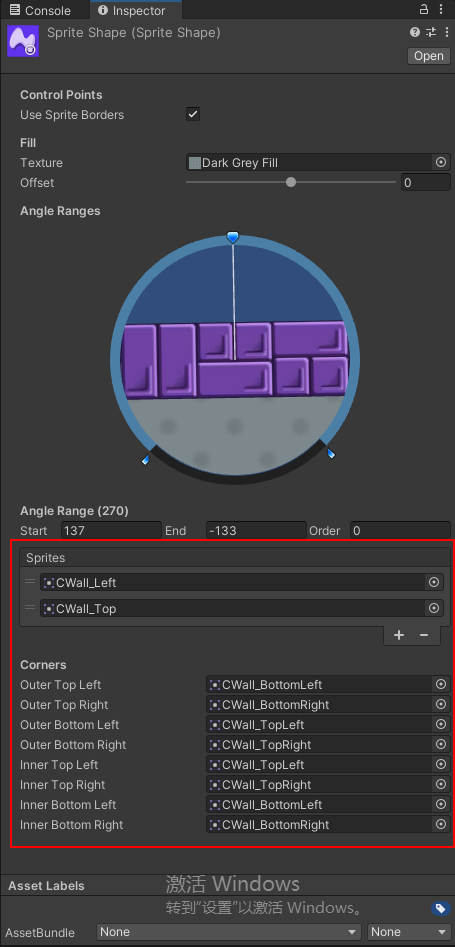 Console Inspector
Sprite Shape (Sprite Shape)
Open
Control Points
Use Sprite Borders
Fill
Texture Dark Grey Fill
Offset 0
Angle Ranges
Angle Range (270)
Start 137 End -133 Order 0
Sprites
CWall_Left
CWall_Top
Corners
Outer Top Left CWall_BottomLeft
Outer Top Right CWall_BottomRight
Outer Bottom Left CWall_TopLeft
Outer Bottom Right CWall_TopRight
Inner Top Left CWall_TopLeft
Inner Top Right CWall_TopRight
Inner Bottom Left CWall_BottomLeft
Inner Bottom Right CWall_BottomRight
Asset Labels
激活 Windows
转到"设置"以激活 Windows。
AssetBundle None None